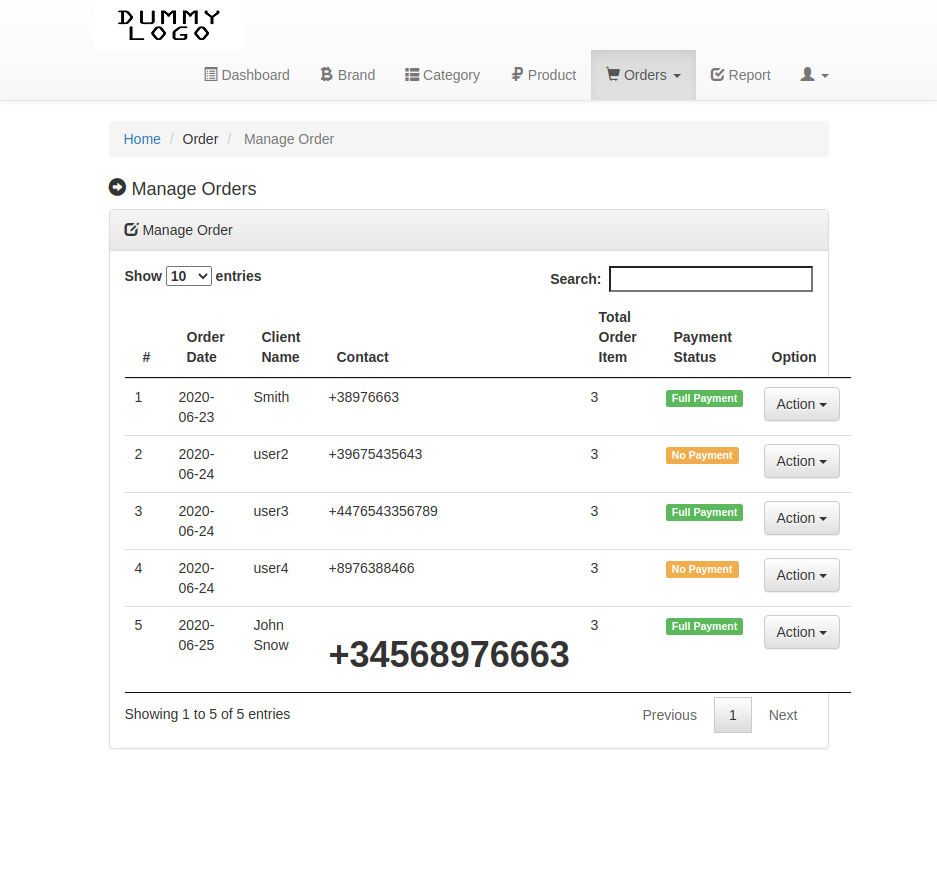 DUMMY
LOGO
Dashboard Brand Category Product Orders Report
Home / Order / Manage Order
Manage Orders
Manage Order
Show 10 entries Search:
# Order Date Client Name Contact Total Order Item Payment Status Option
1 2020-06-23 Smith +38976663 3 Full Payment Action
2 2020-06-24 user2 +39675435643 3 No Payment Action
3 2020-06-24 user3 +4476543356789 3 Full Payment Action
4 2020-06-24 user4 +8976388466 3 No Payment Action
5 2020-06-25 John Snow +34568976663 3 Full Payment Action
Showing 1 to 5 of 5 entries Previous 1 Next